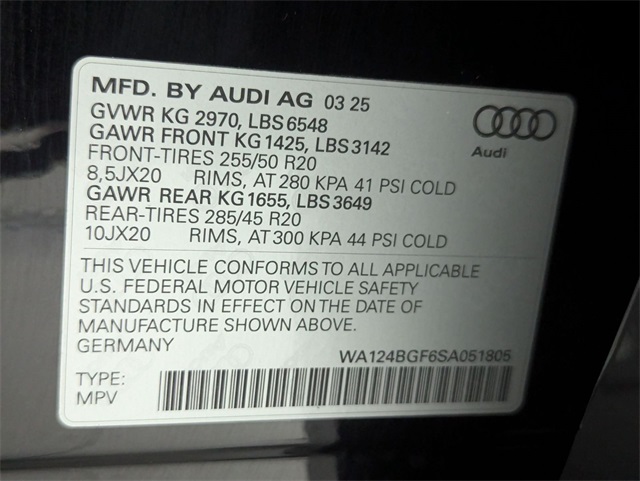 MFD. BY AUDI AG 03 25
GVWR KG 2970, LBS 6548
GAWR FRONT KG 1425, LBS 3142
FRONT-TIRES 255/50 R20
8,5JX20 RIMS, AT 280 KPA 41 PSI COLD
GAWR REAR KG 1655, LBS 3649
REAR-TIRES 285/45 R20
10JX20 RIMS, AT 300 KPA 44 PSI COLD
Audi
THIS VEHICLE CONFORMS TO ALL APPLICABLE
U.S. FEDERAL MOTOR VEHICLE SAFETY
STANDARDS IN EFFECT ON THE DATE OF
MANUFACTURE SHOWN ABOVE.
GERMANY
WA124BGF6SA051805
TYPE:
MPV